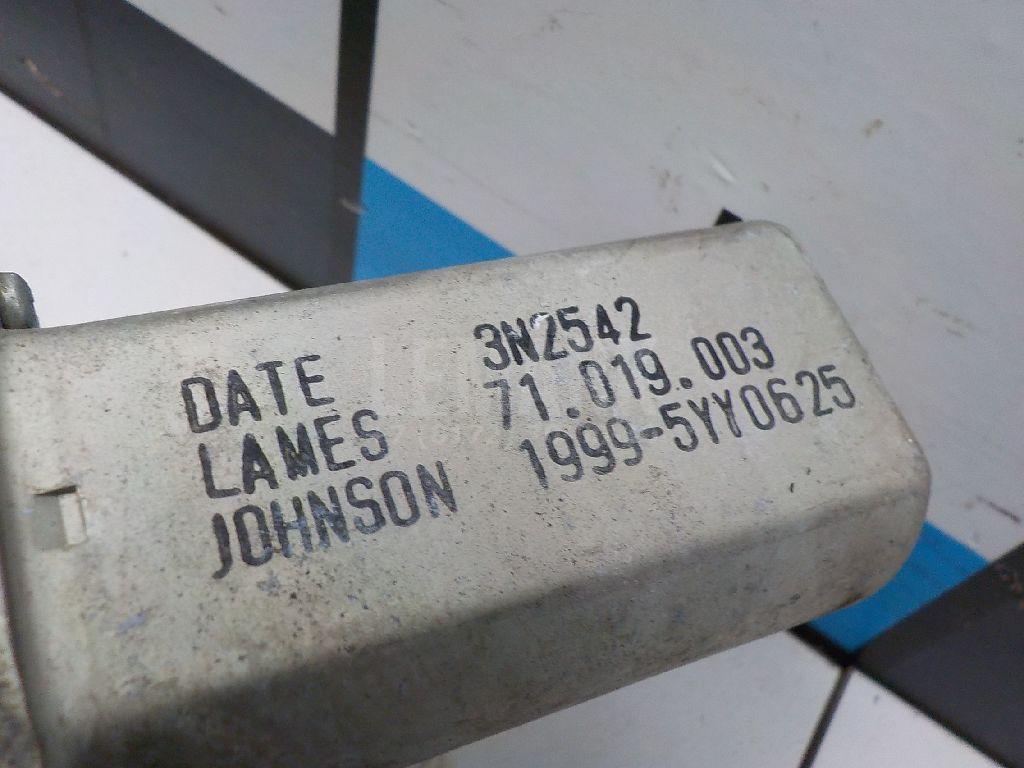 DATE 3N2542
LAMES 71.019.003
JOHNSON 1999-5YY0625